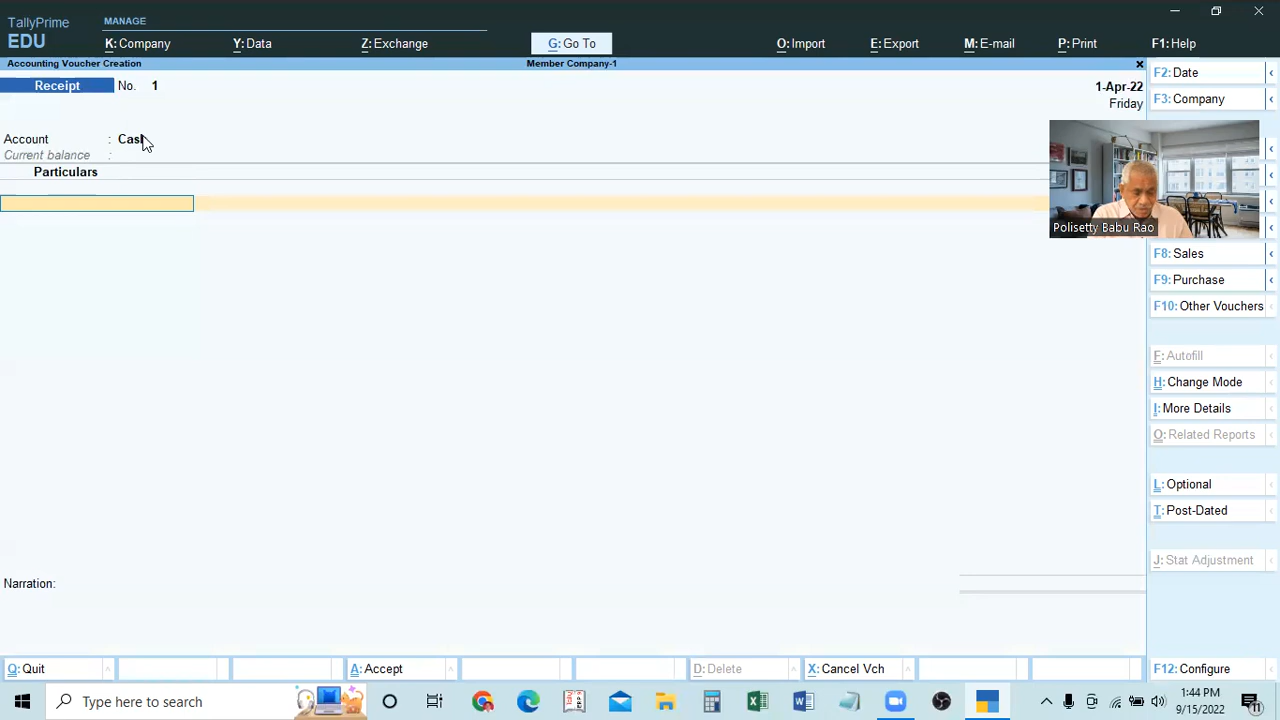 TallyPrime
EDU
MANAGE
K: Company
Y: Data
Z: Exchange
G: Go To
O: Import
E: Export
M: E-mail
P: Print
F1: Help
Accounting Voucher Creation
Member Company-1
Receipt No. 1
1-Apr-22
Friday
Account : Cash
Current balance :
Particulars
Polisetty Babu Rao
F2: Date
F3: Company
F8: Sales
F9: Purchase
F10: Other Vouchers
F: Autofill
H: Change Mode
I: More Details
O: Related Reports
L: Optional
T: Post-Dated
J: Stat Adjustment
Narration:
Q: Quit
A: Accept
D: Delete
X: Cancel Vch
F12: Configure
Type here to search
1:44 PM
9/15/2022